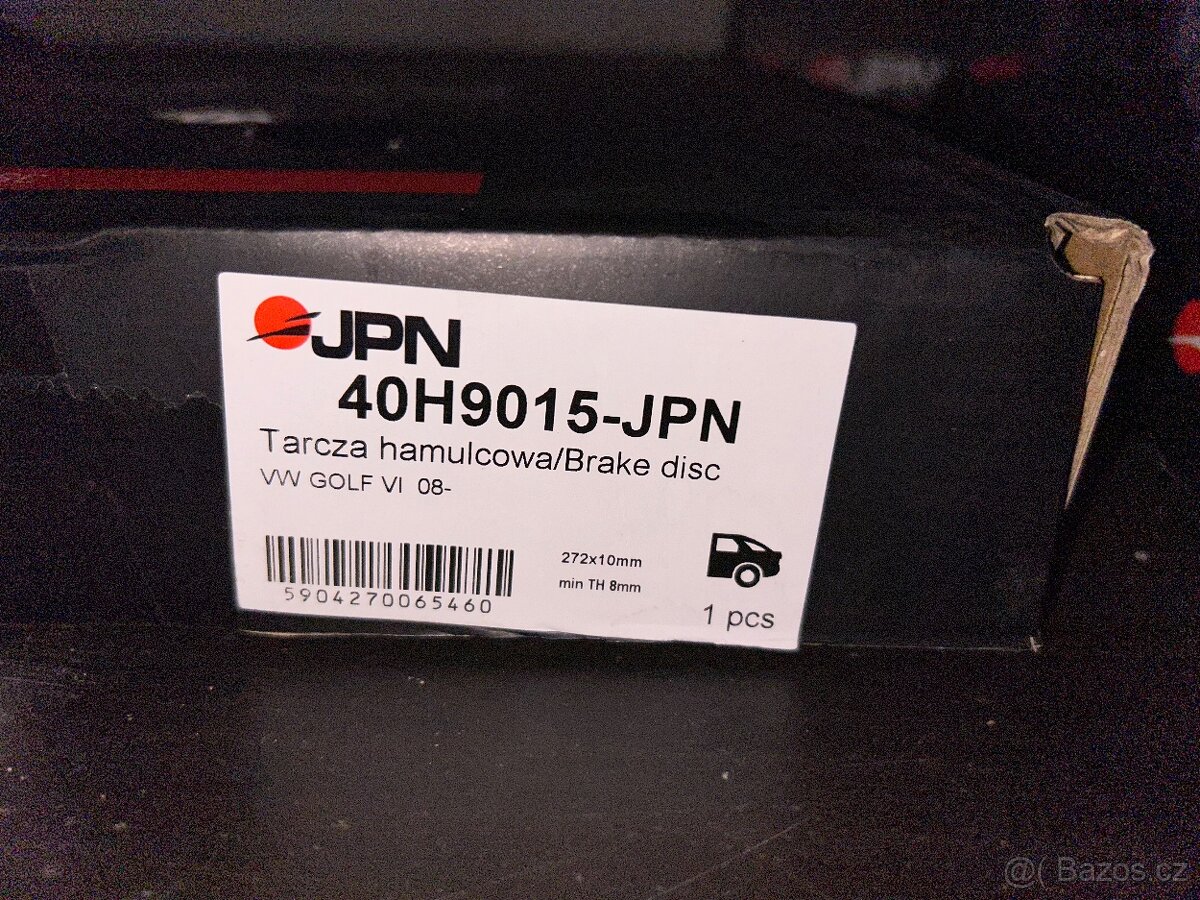 JPN
40H9015-JPN
Tarcza hamulcowa/Brake disc
VW GOLF VI 08-
272x10mm
min TH 8mm
5904270065460
1 pcs
@( Bazos.cz